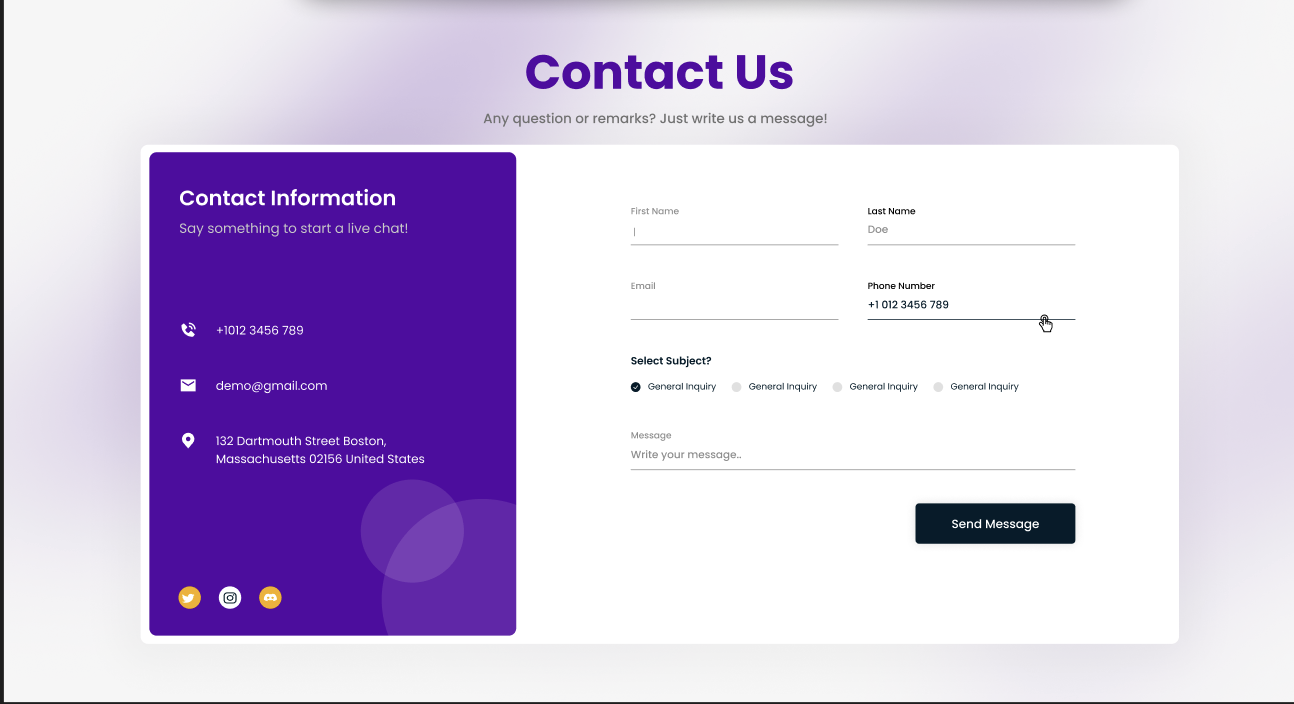 Contact Us
Any question or remarks? Just write us a message!
Contact Information
Say something to start a live chat!
+1012 3456 789
demo@gmail.com
132 Dartmouth Street Boston,
Massachusetts 02156 United States
First Name
Last Name
Doe
Email
Phone Number
+1 012 3456 789
Select Subject?
General Inquiry
General Inquiry
General Inquiry
General Inquiry
Message
Write your message..
Send Message